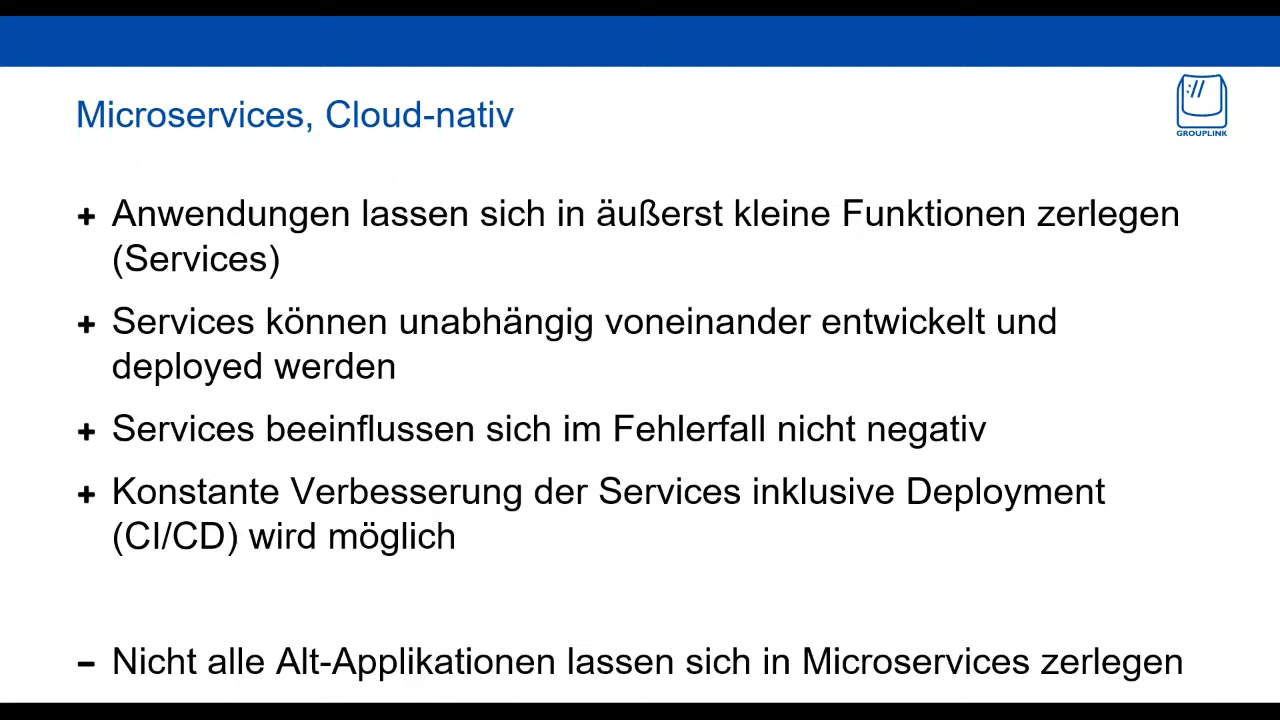 Microservices, Cloud-nativ
://
GROUPLINK
+ Anwendungen lassen sich in äußerst kleine Funktionen zerlegen
(Services)
+ Services können unabhängig voneinander entwickelt und
deployed werden
+ Services beeinflussen sich im Fehlerfall nicht negativ
+ Konstante Verbesserung der Services inklusive Deployment
(CI/CD) wird möglich
– Nicht alle Alt-Applikationen lassen sich in Microservices zerlegen